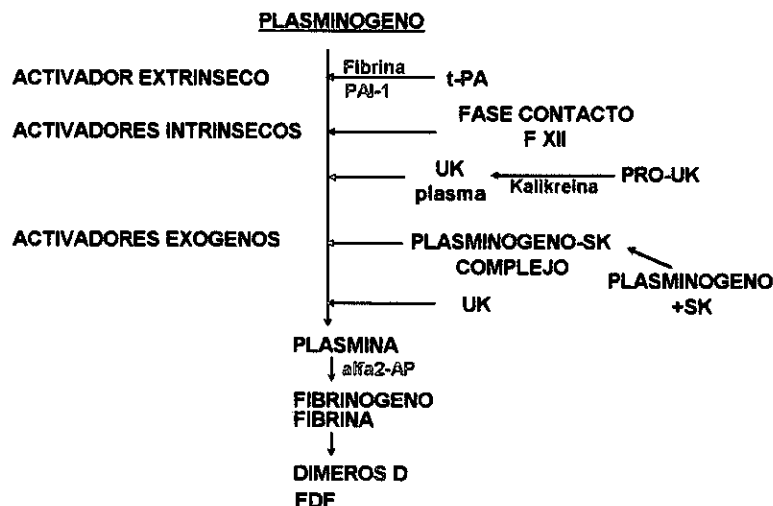 PLASMINOGENO
ACTIVADOR EXTRINSECO
Fibrina
PAI-1
t-PA
ACTIVADORES INTRINSECOS
FASE CONTACTO
F XII
UK
plasma
Kalikreina
PRO-UK
ACTIVADORES EXOGENOS
PLASMINOGENO-SK
COMPLEJO
PLASMINOGENO
+SK
UK
PLASMINA
alfa2-AP
FIBRINOGENO
FIBRINA
DIMEROS D
FDF